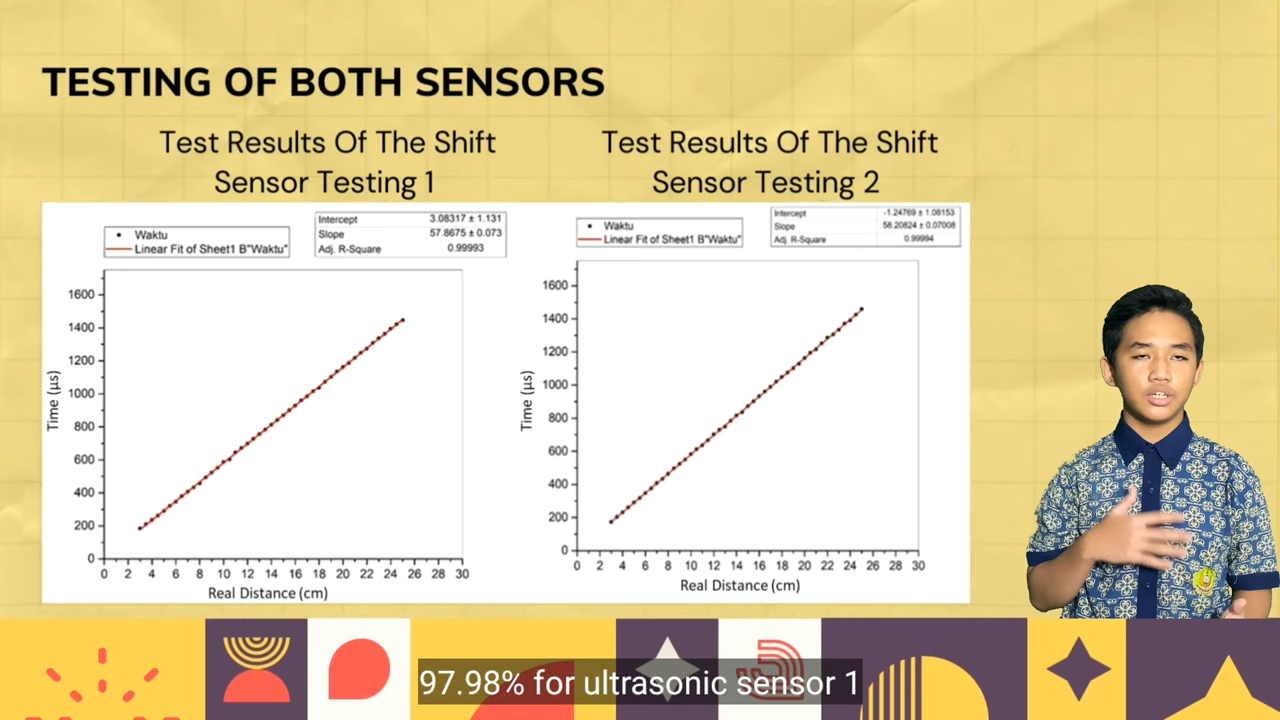 TESTING OF BOTH SENSORS
Test Results Of The Shift
Sensor Testing 1
Test Results Of The Shift
Sensor Testing 2
Waktu
Linear Fit of Sheet1 B"Waktu"
Intercept 3.08317 ± 1.131
Slope 57.8675 ± 0.073
Adj. R-Square 0.99993
1600
1400
1200
1000
800
600
400
200
0
Time (μs)
0 2 4 6 8 10 12 14 16 18 20 22 24 26 28 30
Real Distance (cm)
Waktu
Linear Fit of Sheet1 B"Waktu"
Intercept -1.24769 ± 1.08153
Slope 58.20824 ± 0.07008
Adj. R-Square 0.99994
1600
1400
1200
1000
800
600
400
200
0
Time (μs)
0 2 4 6 8 10 12 14 16 18 20 22 24 26 28 30
Real Distance (cm)
97.98% for ultrasonic sensor 1